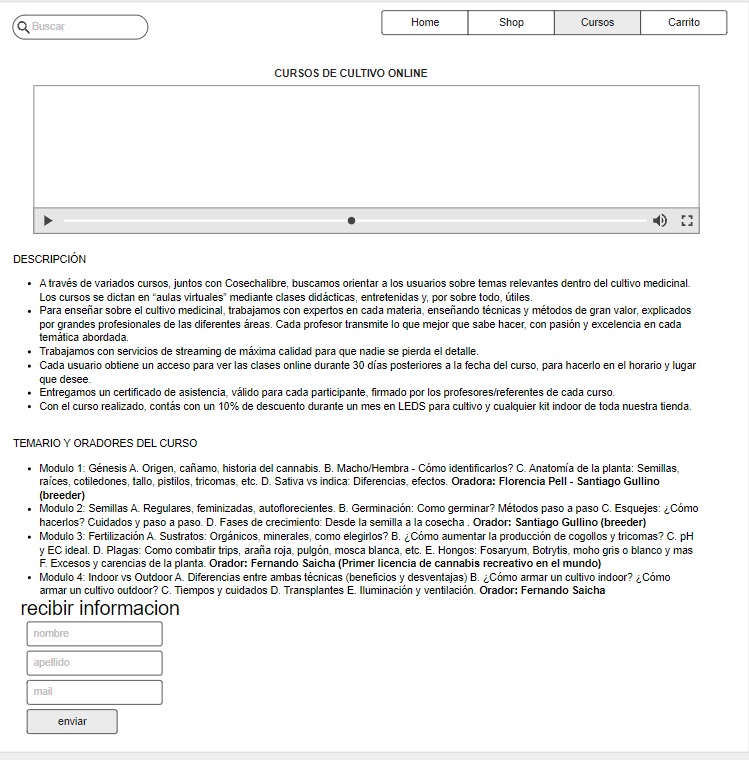 Buscar
Home Shop Cursos Carrito
CURSOS DE CULTIVO ONLINE
DESCRIPCIÓN
• A través de variados cursos, juntos con Cosechalibre, buscamos orientar a los usuarios sobre temas relevantes dentro del cultivo medicinal.
Los cursos se dictan en “aulas virtuales” mediante clases didácticas, entretenidas y, por sobre todo, útiles.
• Para enseñar sobre el cultivo medicinal, trabajamos con expertos en cada materia, enseñando técnicas y métodos de gran valor, explicados
por grandes profesionales de las diferentes áreas. Cada profesor transmite lo que mejor que sabe hacer, con pasión y excelencia en cada
temática abordada.
• Trabajamos con servicios de streaming de máxima calidad para que nadie se pierda el detalle.
• Cada usuario obtiene un acceso para ver las clases online durante 30 días posteriores a la fecha del curso, para hacerlo en el horario y lugar
que desee.
• Entregamos un certificado de asistencia, válido para cada participante, firmado por los profesores/referentes de cada curso.
• Con el curso realizado, contás con un 10% de descuento durante un mes en LEDS para cultivo y cualquier kit indoor de toda nuestra tienda.
TEMARIO Y ORADORES DEL CURSO
• Modulo 1: Génesis A. Origen, cañamo, historia del cannabis. B. Macho/Hembra - Cómo identificarlos? C. Anatomía de la planta: Semillas,
raíces, cotiledones, tallo, pistilos, tricomas, etc. D. Sativa vs indica: Diferencias, efectos. Oradora: Florencia Pell - Santiago Gullino
(breeder)
• Modulo 2: Semillas A. Regulares, feminizadas, autoflorecientes. B. Germinación: Como germinar? Métodos paso a paso C. Esquejes: ¿Cómo
hacerlos? Cuidados y paso a paso. D. Fases de crecimiento: Desde la semilla a la cosecha . Orador: Santiago Gullino (breeder)
• Modulo 3: Fertilización A. Sustratos: Orgánicos, minerales, como elegirlos? B. ¿Cómo aumentar la producción de cogollos y tricomas? C. pH
y EC ideal. D. Plagas: Como combatir trips, araña roja, pulgón, mosca blanca, etc. E. Hongos: Fosaryum, Botrytis, moho gris o blanco y mas
F. Excesos y carencias de la planta. Orador: Fernando Saicha (Primer licencia de cannabis recreativo en el mundo)
• Modulo 4: Indoor vs Outdoor A. Diferencias entre ambas técnicas (beneficios y desventajas) B. ¿Cómo armar un cultivo indoor? ¿Cómo
armar un cultivo outdoor? C. Tiempos y cuidados D. Transplantes E. Iluminación y ventilación. Orador: Fernando Saicha
recibir informacion
nombre
apellido
mail
enviar